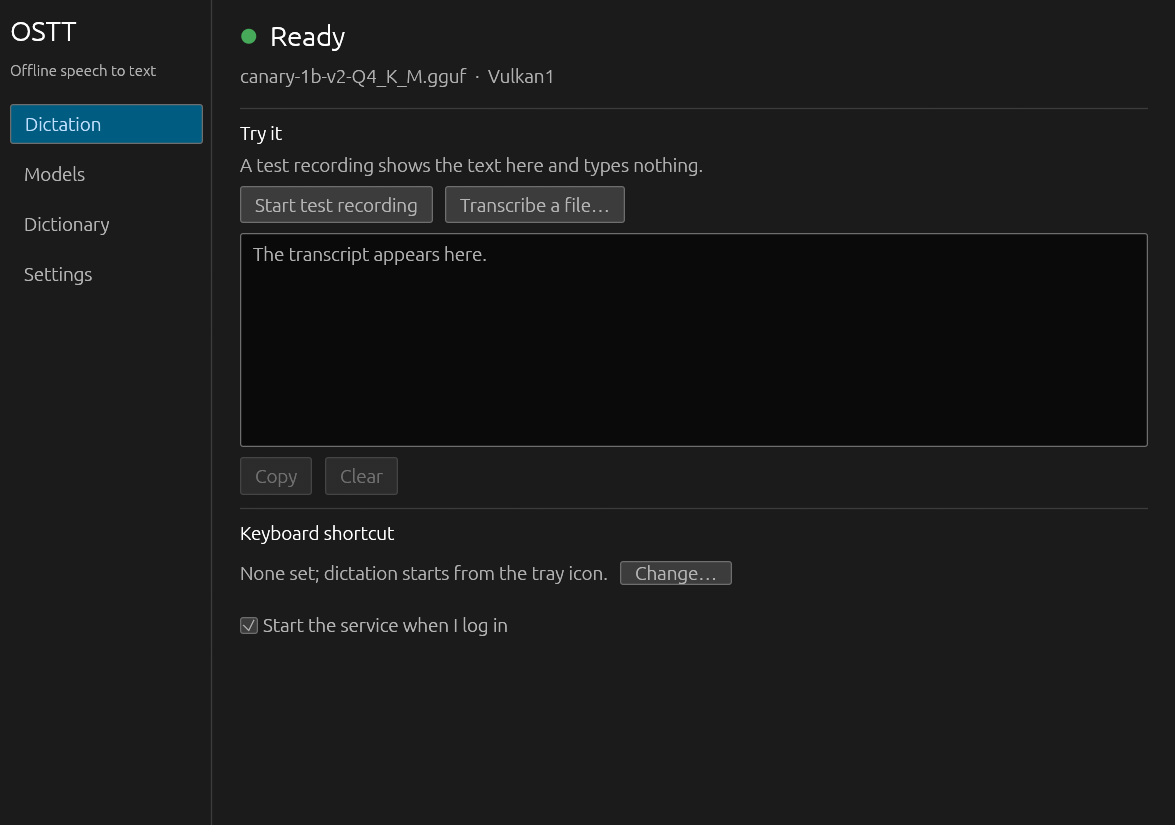 OSTT
Offline speech to text
Dictation
Models
Dictionary
Settings
Ready
canary-1b-v2-Q4_K_M.gguf · Vulkan1
Try it
A test recording shows the text here and types nothing.
Start test recording
Transcribe a file…
The transcript appears here.
Copy
Clear
Keyboard shortcut
None set; dictation starts from the tray icon.
Change…
Start the service when I log in